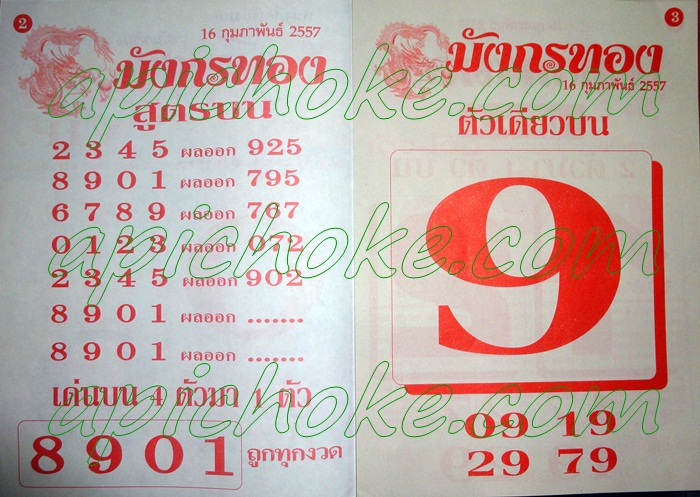 2
16 กุมภาพันธ์ 2557
มังกรทอง
สูตรบน
2 3 4 5 ผลออก 925
8 9 0 1 ผลออก 795
6 7 8 9 ผลออก 767
0 1 2 3 ผลออก 072
2 3 4 5 ผลออก 902
8 9 0 1 ผลออก .......
8 9 0 1 ผลออก .......
เด่นบน 4 ตัวมา 1 ตัว
8 9 0 1 ถูกทุกงวด
3
มังกรทอง
16 กุมภาพันธ์ 2557
ตัวเดียวบน
9
09 19
29 79
apichoke.com
apichoke.com
apichoke.com